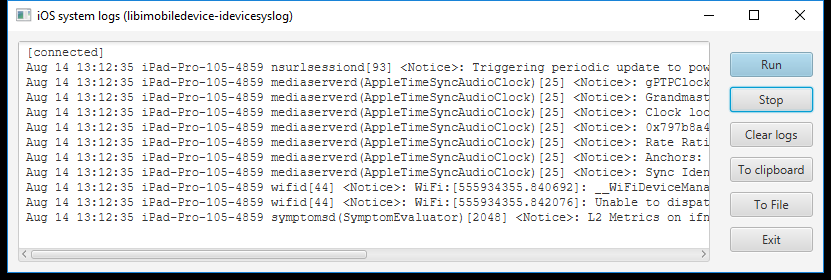 iOS system logs (libimobiledevice-idevicesyslog)
[connected]
Aug 14 13:12:35 iPad-Pro-105-4859 nsurlsessiond[93] <Notice>: Triggering periodic update to pow
Aug 14 13:12:35 iPad-Pro-105-4859 mediaserverd(AppleTimeSyncAudioClock)[25] <Notice>: gPTPClock
Aug 14 13:12:35 iPad-Pro-105-4859 mediaserverd(AppleTimeSyncAudioClock)[25] <Notice>: Grandmast
Aug 14 13:12:35 iPad-Pro-105-4859 mediaserverd(AppleTimeSyncAudioClock)[25] <Notice>: Clock loc
Aug 14 13:12:35 iPad-Pro-105-4859 mediaserverd(AppleTimeSyncAudioClock)[25] <Notice>: 0x797b8a4
Aug 14 13:12:35 iPad-Pro-105-4859 mediaserverd(AppleTimeSyncAudioClock)[25] <Notice>: Rate Rati
Aug 14 13:12:35 iPad-Pro-105-4859 mediaserverd(AppleTimeSyncAudioClock)[25] <Notice>: Anchors:
Aug 14 13:12:35 iPad-Pro-105-4859 mediaserverd(AppleTimeSyncAudioClock)[25] <Notice>: Sync Iden
Aug 14 13:12:35 iPad-Pro-105-4859 wifid[44] <Notice>: WiFi:[555934355.840692]: __WiFiDeviceMana
Aug 14 13:12:35 iPad-Pro-105-4859 wifid[44] <Notice>: WiFi:[555934355.842076]: Unable to dispat
Aug 14 13:12:35 iPad-Pro-105-4859 symptomsd(SymptomEvaluator)[2048] <Notice>: L2 Metrics on ifn
Run
Stop
Clear logs
To clipboard
To File
Exit